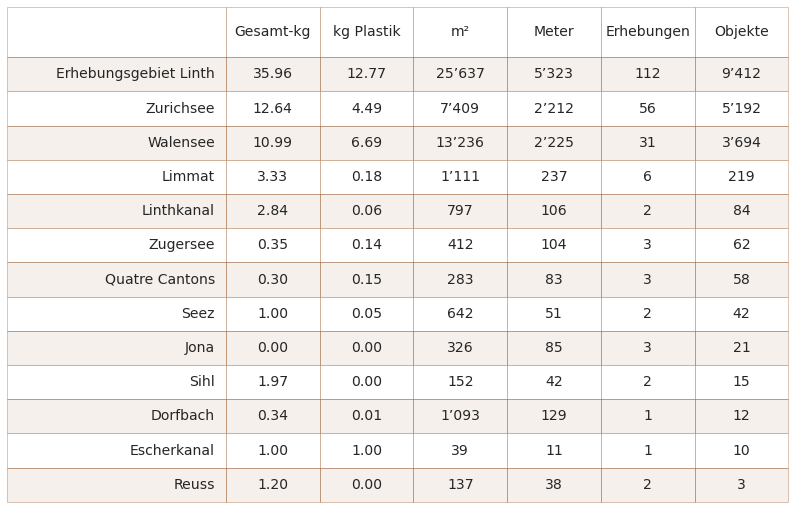 Gesamt-kg kg Plastik m² Meter Erhebungen Objekte
Erhebungsgebiet Linth 35.96 12.77 25’637 5’323 112 9’412
Zurichsee 12.64 4.49 7’409 2’212 56 5’192
Walensee 10.99 6.69 13’236 2’225 31 3’694
Limmat 3.33 0.18 1’111 237 6 219
Linthkanal 2.84 0.06 797 106 2 84
Zugersee 0.35 0.14 412 104 3 62
Quatre Cantons 0.30 0.15 283 83 3 58
Seez 1.00 0.05 642 51 2 42
Jona 0.00 0.00 326 85 3 21
Sihl 1.97 0.00 152 42 2 15
Dorfbach 0.34 0.01 1’093 129 1 12
Escherkanal 1.00 1.00 39 11 1 10
Reuss 1.20 0.00 137 38 2 3